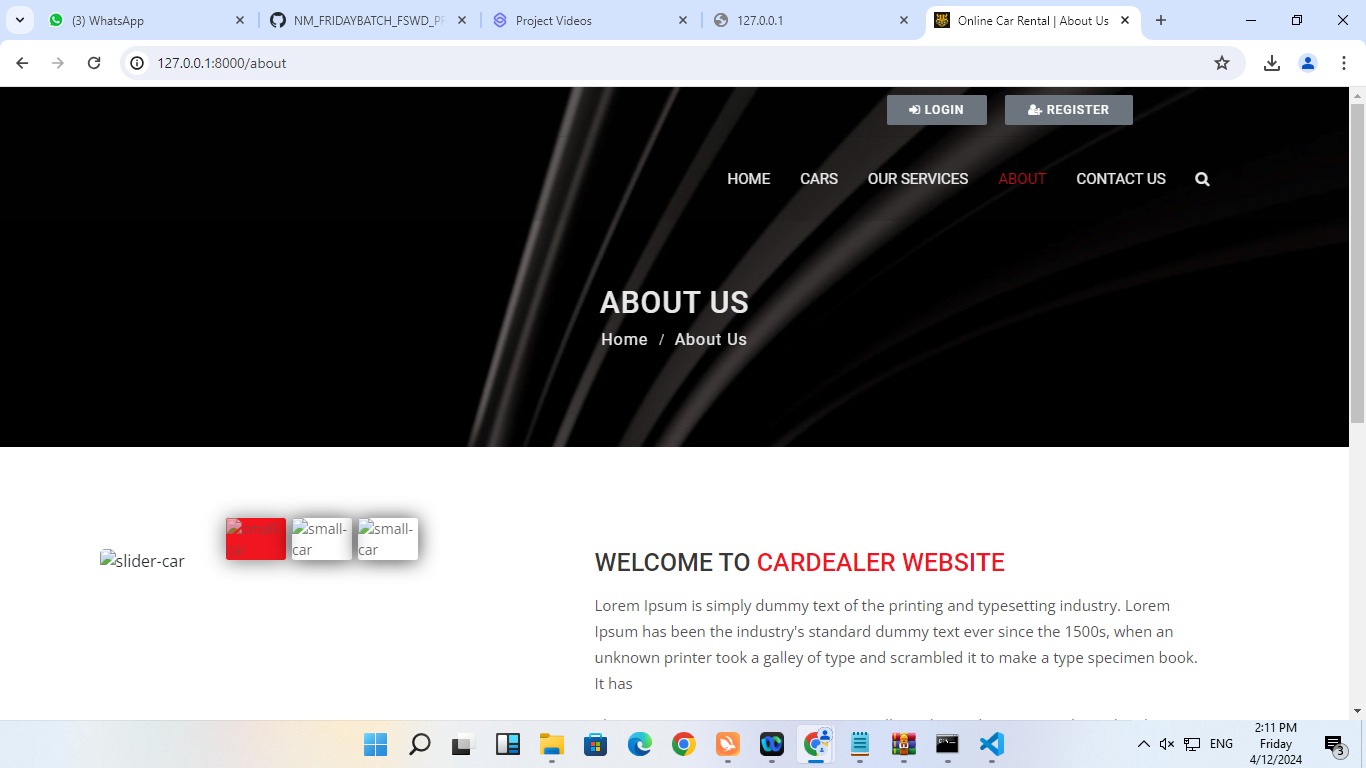 (3) WhatsApp
NM_FRIDAYBATCH_FSWD_PR
Project Videos
127.0.0.1
Online Car Rental | About Us
127.0.0.1:8000/about
LOGIN
REGISTER
HOME
CARS
OUR SERVICES
ABOUT
CONTACT US
ABOUT US
Home / About Us
small-
car
small-
car
small-
car
slider-car
WELCOME TO CARDEALER WEBSITE
Lorem Ipsum is simply dummy text of the printing and typesetting industry. Lorem
Ipsum has been the industry's standard dummy text ever since the 1500s, when an
unknown printer took a galley of type and scrambled it to make a type specimen book.
It has
ENG
2:11 PM
Friday
4/12/2024
3